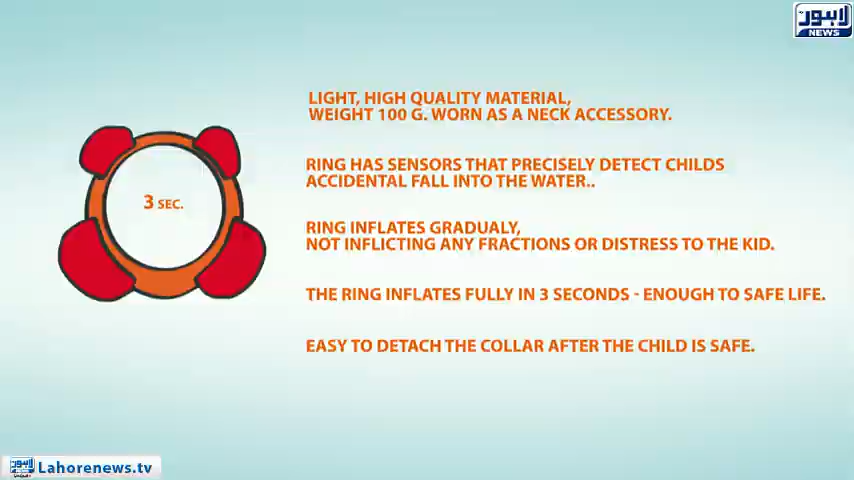 لاہور
NEWS
LIGHT, HIGH QUALITY MATERIAL,
WEIGHT 100 G. WORN AS A NECK ACCESSORY.
RING HAS SENSORS THAT PRECISELY DETECT CHILDS
ACCIDENTAL FALL INTO THE WATER..
3 SEC.
RING INFLATES GRADUALY,
NOT INFLICTING ANY FRACTIONS OR DISTRESS TO THE KID.
THE RING INFLATES FULLY IN 3 SECONDS - ENOUGH TO SAFE LIFE.
EASY TO DETACH THE COLLAR AFTER THE CHILD IS SAFE.
لاہور
Lahorenews.tv